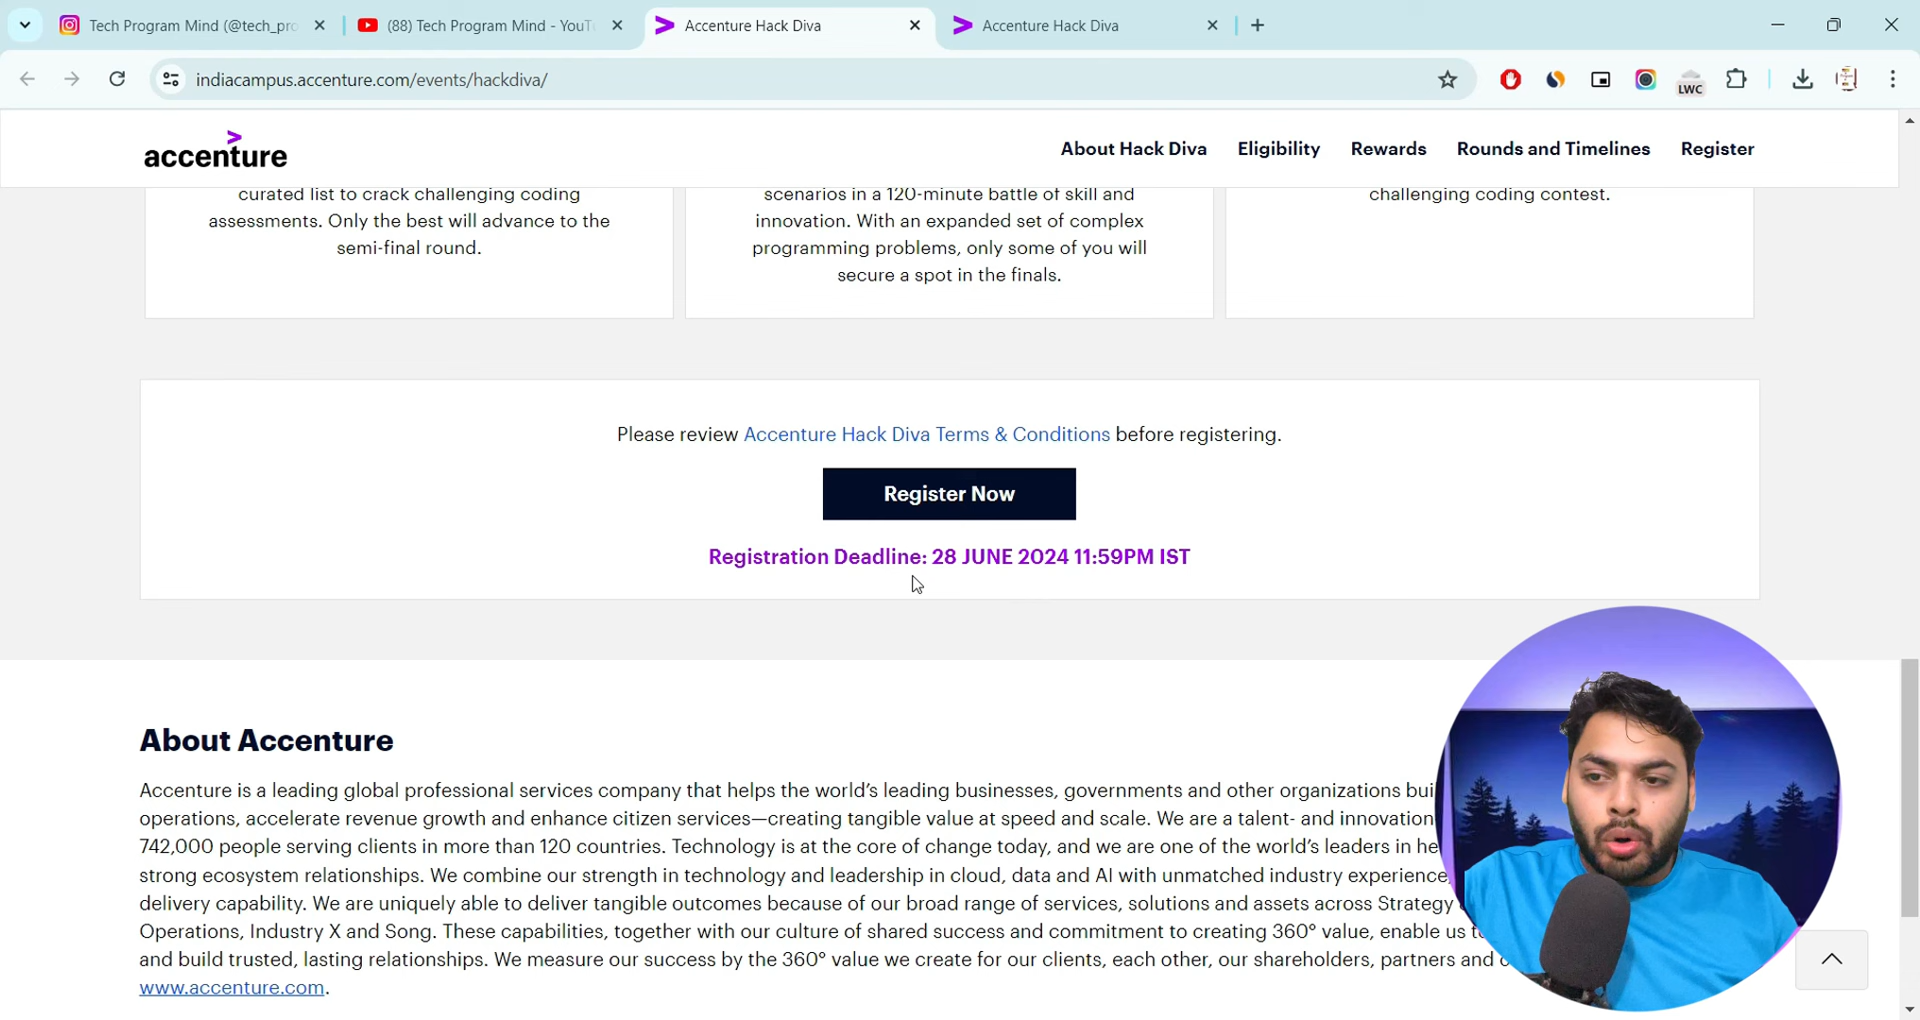 Tech Program Mind (@tech_pro
(88) Tech Program Mind - YouT
Accenture Hack Diva
Accenture Hack Diva
indiacampus.accenture.com/events/hackdiva/
LWC
>
accenture
About Hack Diva
Eligibility
Rewards
Rounds and Timelines
Register
curated list to crack challenging coding
assessments. Only the best will advance to the
semi-final round.
scenarios in a 120-minute battle of skill and
innovation. With an expanded set of complex
programming problems, only some of you will
secure a spot in the finals.
challenging coding contest.
Please review Accenture Hack Diva Terms & Conditions before registering.
Register Now
Registration Deadline: 28 JUNE 2024 11:59PM IST
About Accenture
Accenture is a leading global professional services company that helps the world's leading businesses, governments and other organizations bui
operations, accelerate revenue growth and enhance citizen services—creating tangible value at speed and scale. We are a talent- and innovation
742,000 people serving clients in more than 120 countries. Technology is at the core of change today, and we are one of the world's leaders in he
strong ecosystem relationships. We combine our strength in technology and leadership in cloud, data and AI with unmatched industry experience,
delivery capability. We are uniquely able to deliver tangible outcomes because of our broad range of services, solutions and assets across Strategy
Operations, Industry X and Song. These capabilities, together with our culture of shared success and commitment to creating 360° value, enable us t
and build trusted, lasting relationships. We measure our success by the 360° value we create for our clients, each other, our shareholders, partners and
www.accenture.com.